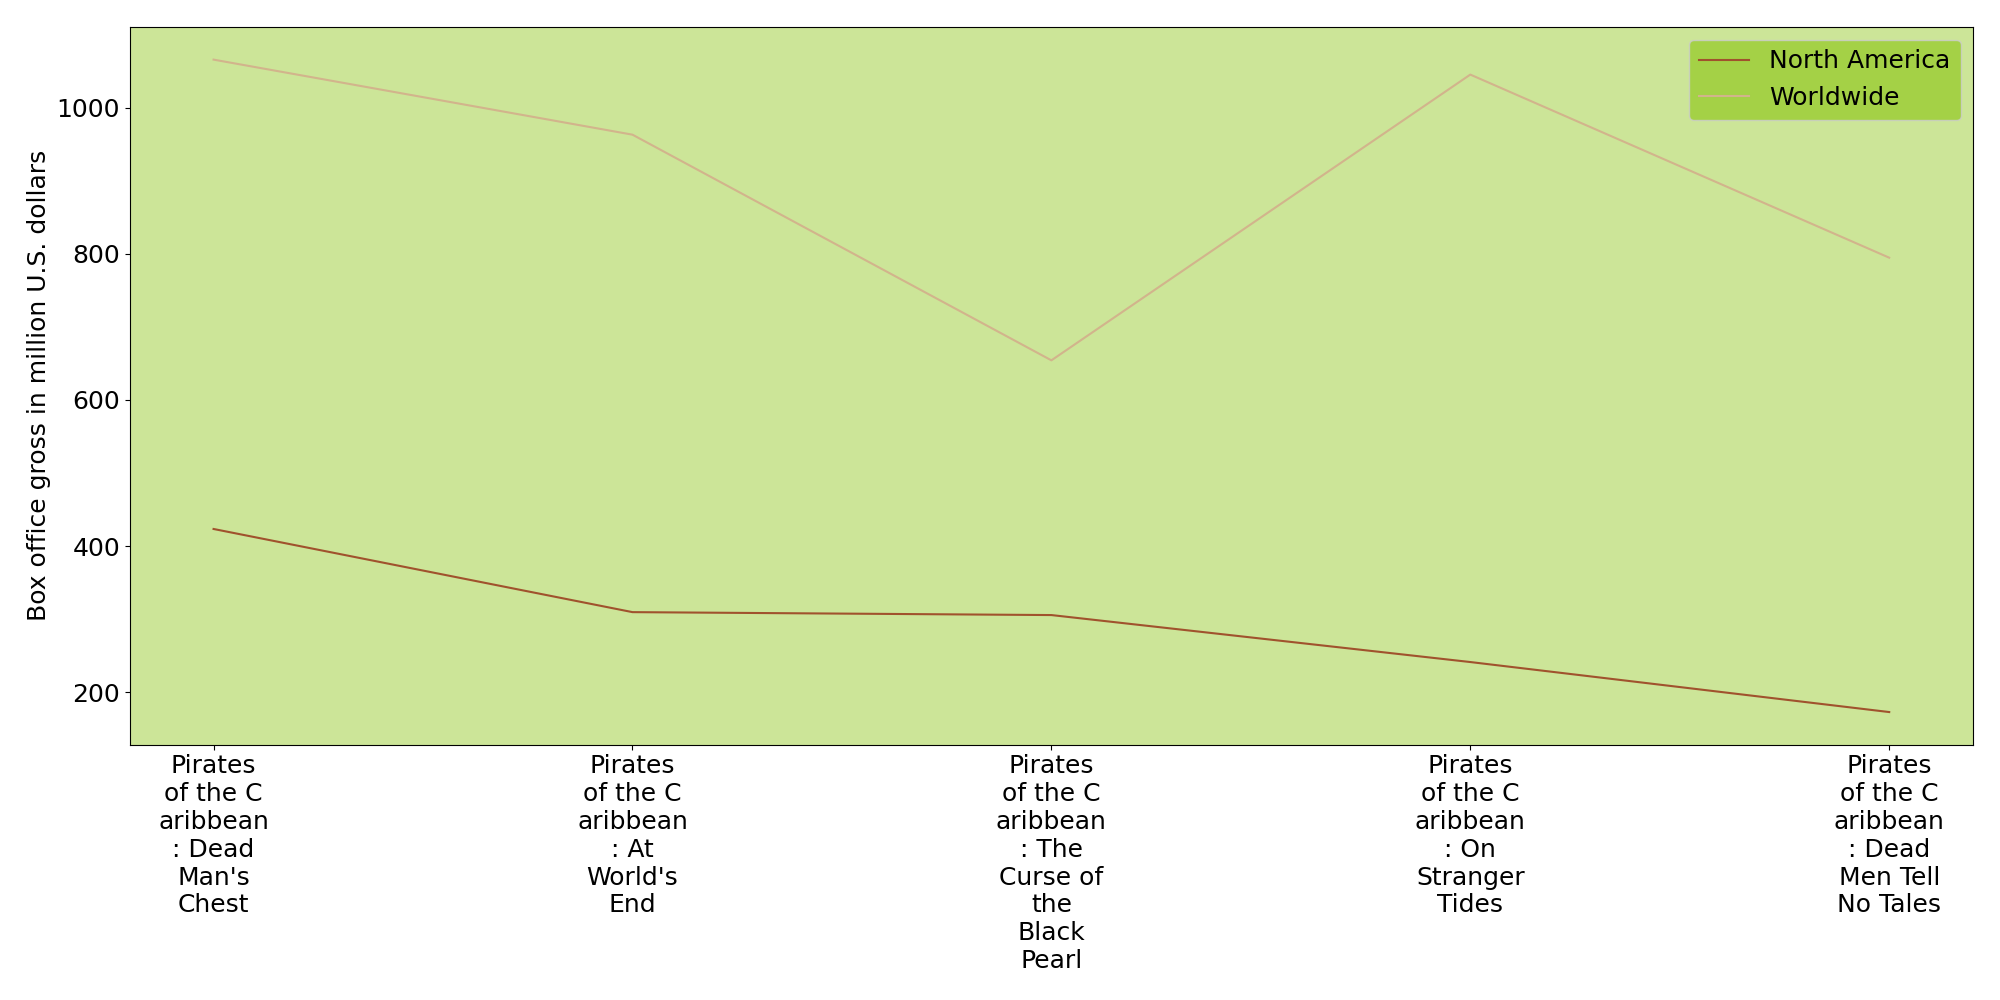 North America
Worldwide
Box office gross in million U.S. dollars
1000
800
600
400
200
Pirates
of the C
aribbean
: Dead
Man's
Chest
Pirates
of the C
aribbean
: At
World's
End
Pirates
of the C
aribbean
: The
Curse of
the
Black
Pearl
Pirates
of the C
aribbean
: On
Stranger
Tides
Pirates
of the C
aribbean
: Dead
Men Tell
No Tales